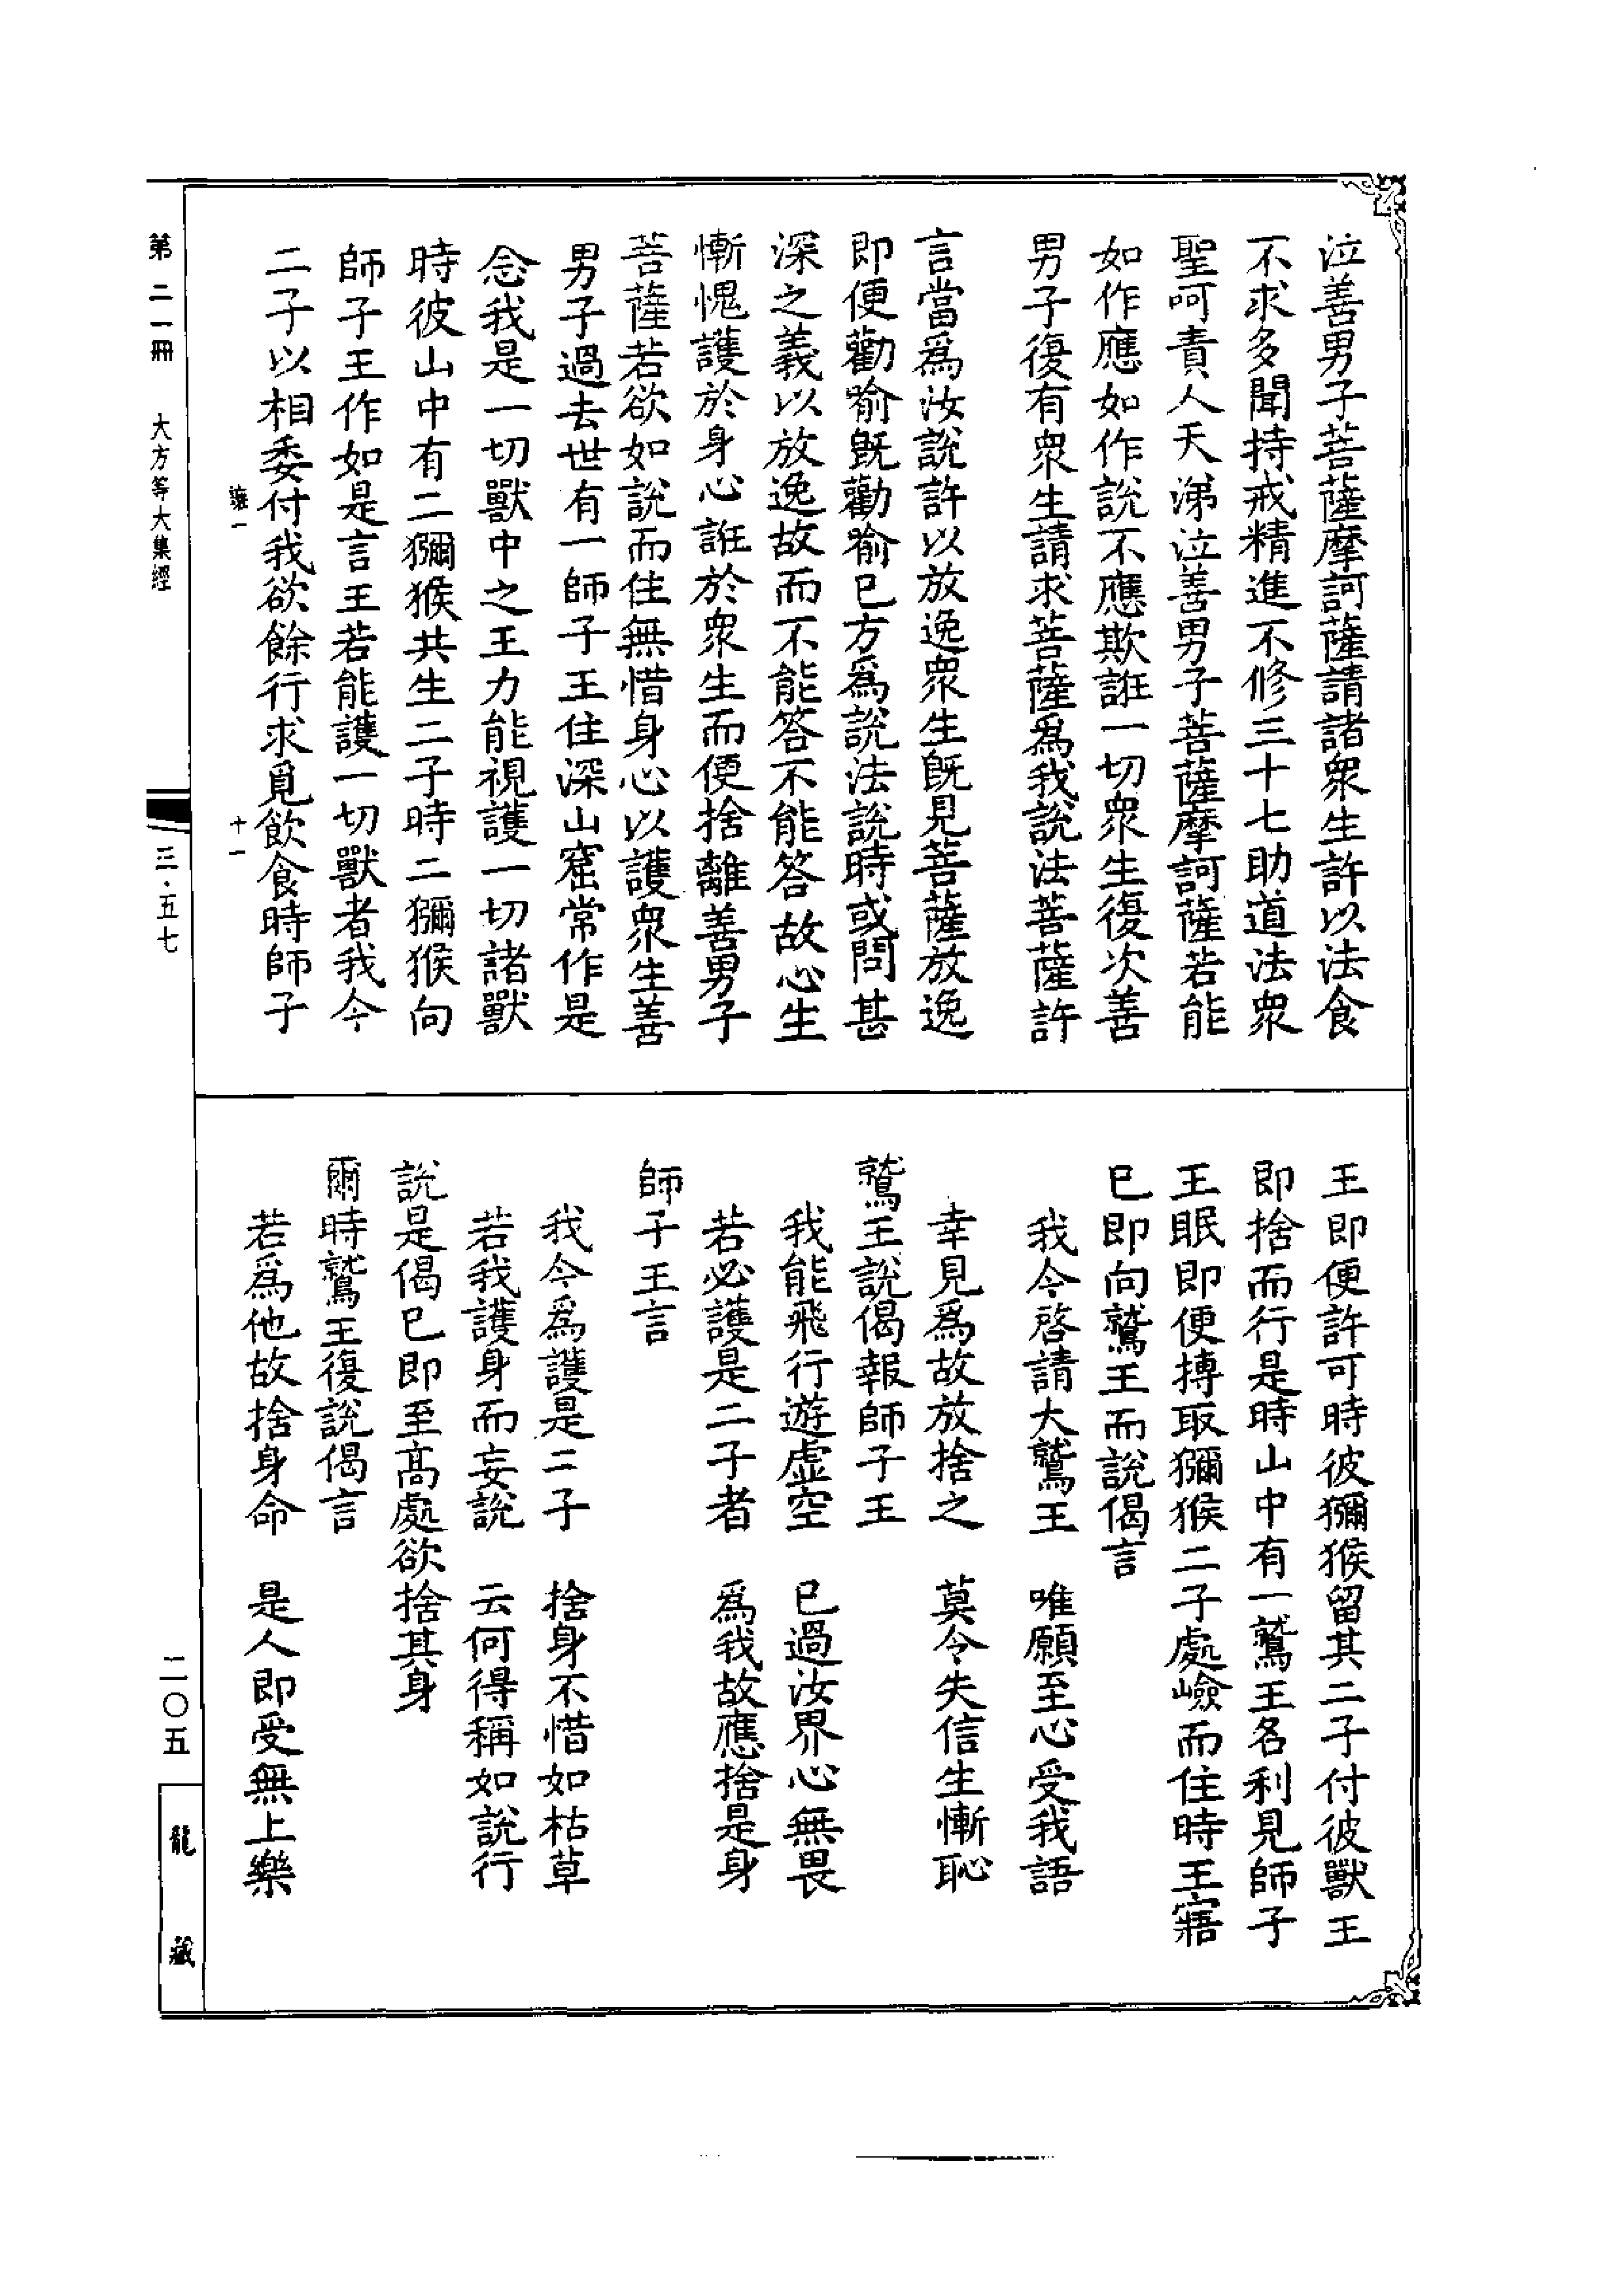 泣善男子菩薩摩訶薩請諸衆生許以法食
不求多聞持戒精進不修三十七助道法衆
聖呵責人天涕泣善男子菩薩摩訶薩若能
如作應如作說不應欺誑一切衆生復次善
男子復有衆生請求菩薩爲我說法菩薩許
言當爲汝說許以放逸衆生旣見菩薩放逸
即便勸喻旣勸喻已方爲說法說時或問甚
深之義以放逸故而不能答不能答故心生
慚愧護於身心誑於衆生而便捨離善男子
菩薩若欲如說而住無惜身心以護衆生善
男子過去世有一師子王住深山窟常作是
念我是一切獸中之王力能視護一切諸獸
時彼山中有二獼猴共生二子時二獼猴向
師子王作如是言王若能護一切獸者我今
二子以相委付我欲餘行求覓飲食時師子
讓一 十一
王即便許可時彼獼猴留其二子付彼獸王
即捨而行是時山中有一鷲王名利見師子
王眠即便搏取獼猴二子處嶮而住時王寤
已即向鷲王而說偈言
我今啓請大鷲王 唯願至心受我語
幸見爲故放捨之 莫令失信生慚恥
鷲王說偈報師子王
我能飛行遊虛空 已過汝界心無畏
若必護是二子者 爲我故應捨是身
師子王言
我今爲護是二子 捨身不惜如枯草
若我護身而妄說 云何得稱如說行
說是偈已即至高處欲捨其身
爾時鷲王復說偈言
若爲他故捨身命 是人即受無上樂
第二一冊 大方等大集經 三·五七 二〇五
龍藏